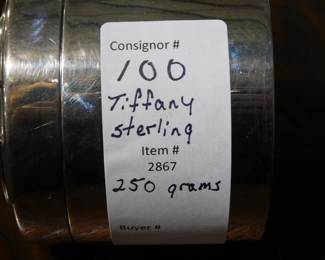 Consignor #
100
Tiffany
sterling
Item #
2867
250 grams
Buyer #